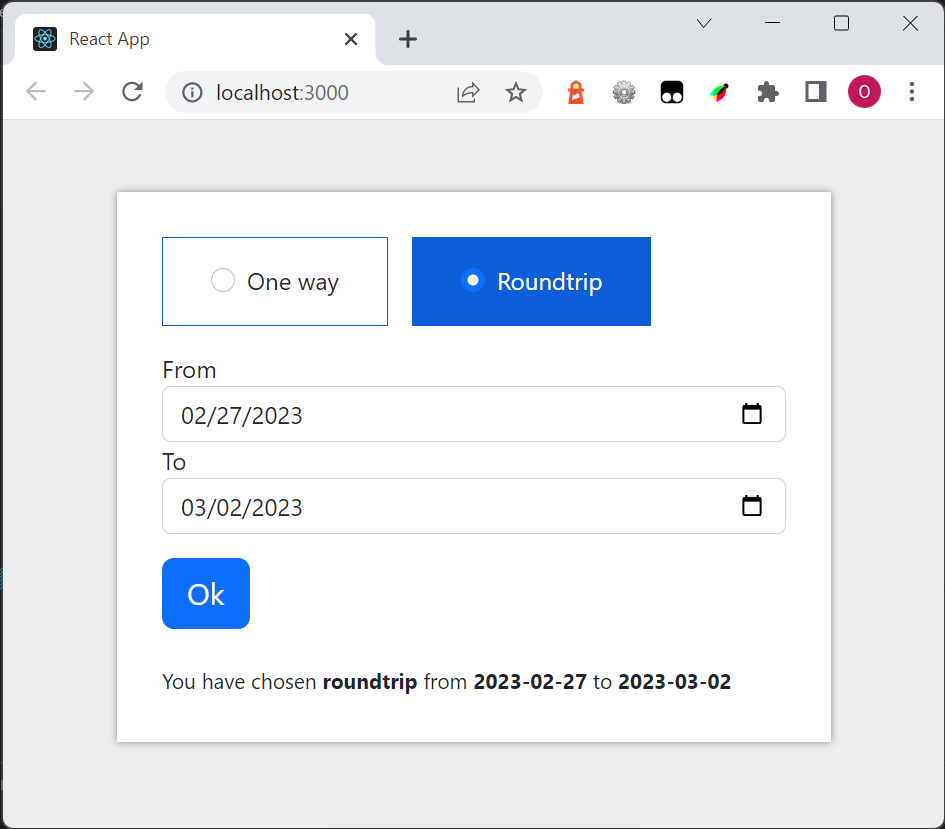 React App
localhost:3000
O
One way
Roundtrip
From
02/27/2023
To
03/02/2023
Ok
You have chosen roundtrip from 2023-02-27 to 2023-03-02